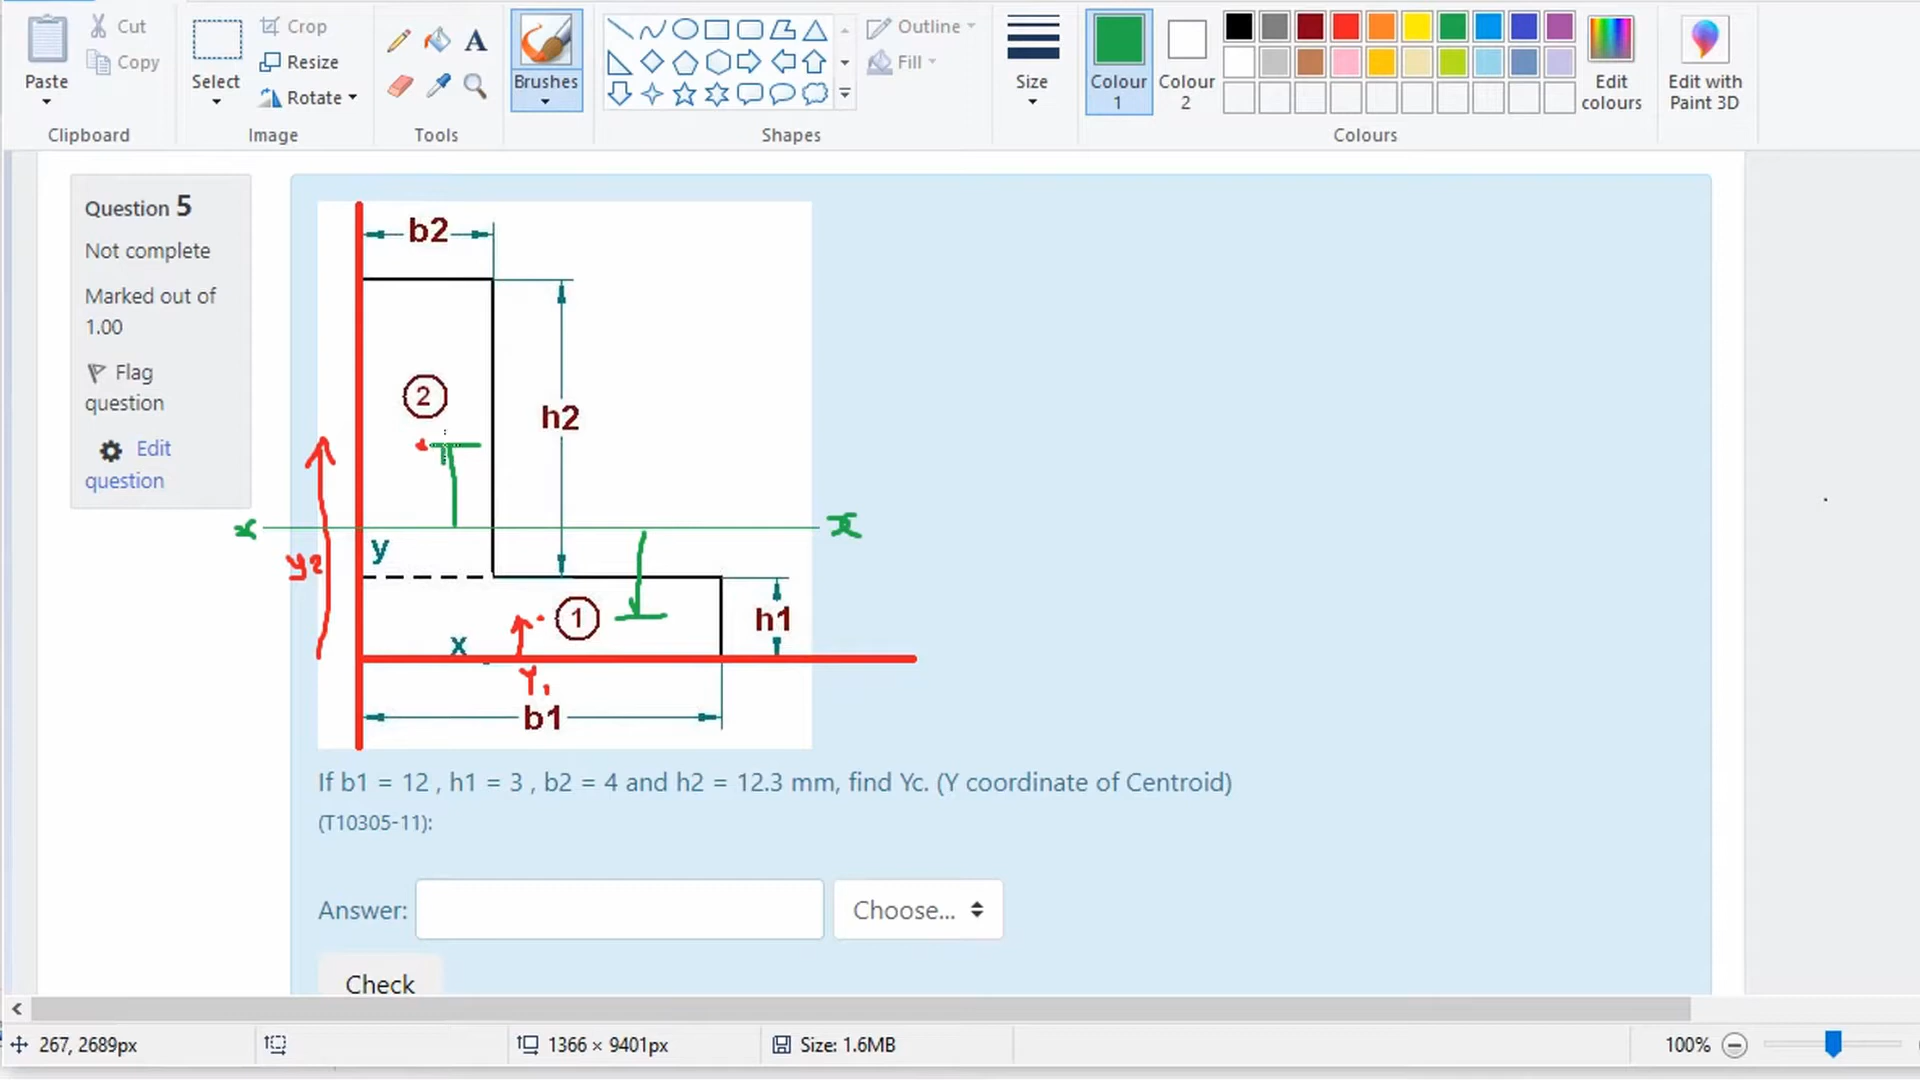 Paste
Cut
Copy
Clipboard
Select
Crop
Resize
Rotate
Image
A
Tools
Brushes
Shapes
Outline
Fill
Size
Colour
1
Colour
2
Edit
colours
Colours
Edit with
Paint 3D
Question 5
Not complete
Marked out of
1.00
Flag
question
Edit
question
b2
2
h2
x
x
y
y2
1
h1
x
Y1
b1
If b1 = 12 , h1 = 3 , b2 = 4 and h2 = 12.3 mm, find Yc. (Y coordinate of Centroid)
(T10305-11):
Answer:
Choose...
Check
267, 2689px
1366 × 9401px
Size: 1.6MB
100%